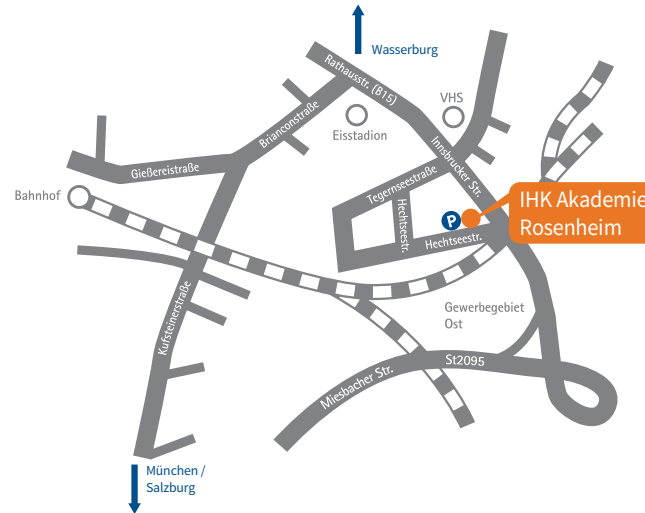 Wasserburg
Rathausstr. (B15)
VHS
Brianconstraße
Eisstadion
Innsbrucker Str.
Gießereistraße
Tegernseestraße
Bahnhof
Hechtseestr.
P
IHK Akademie
Rosenheim
Hechtseestr.
Kufsteinerstraße
Gewerbegebiet
Ost
St2095
Miesbacher Str.
München /
Salzburg